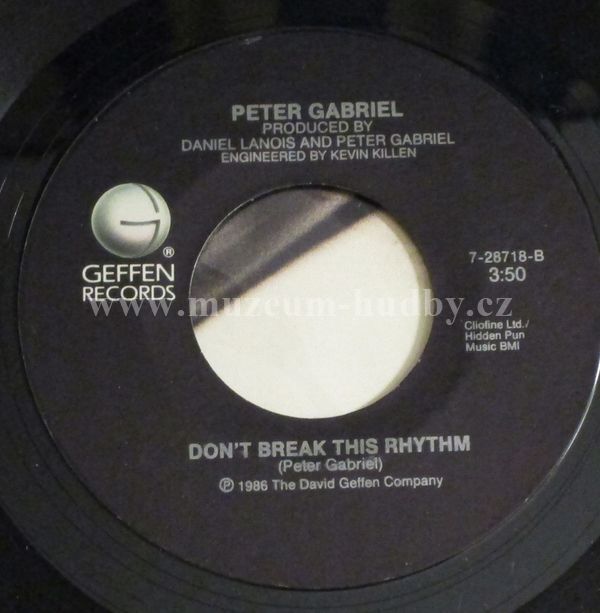 PETER GABRIEL
PRODUCED BY
DANIEL LANOIS AND PETER GABRIEL
ENGINEERED BY KEVIN KILLEN
®
GEFFEN
RECORDS
7-28718-B
3:50
www.muzeum-hudby.cz
Cliofine Ltd./
Hidden Pun
Music BMI
DON'T BREAK THIS RHYTHM
(Peter Gabriel)
℗ 1986 The David Geffen Company